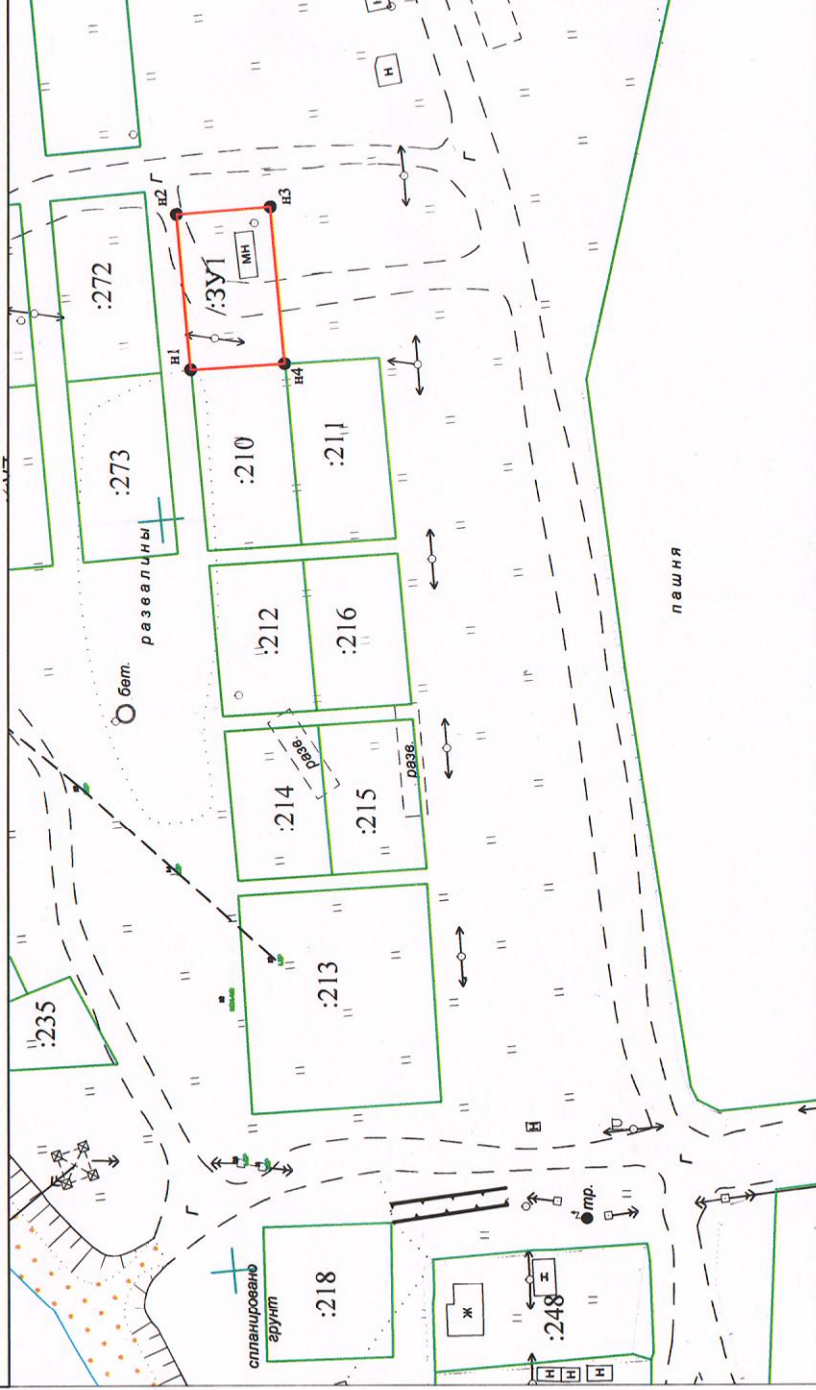 Н
н2
Г
н3
Г
:272
МН
/:ЗУ1
н1
н4
:273
:210
:211
развалины
пашня
:212
:216
бет.
разв.
разв.
:214
:215
:213
:235
Н
Г
Г
тр.
спланировано
грунт
:218
Ж
Н
:248
Н
Н
Н